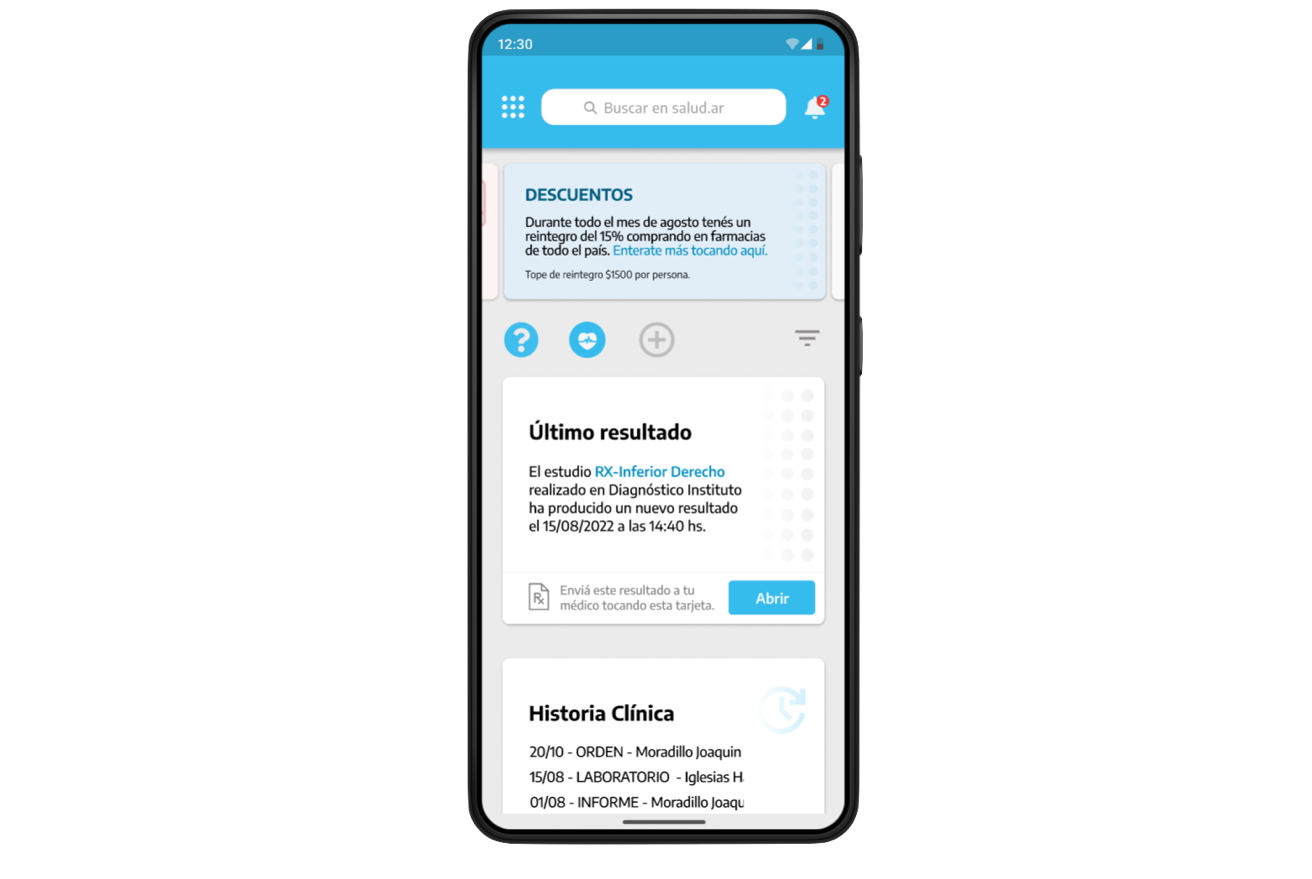 12:30
Buscar en salud.ar
2
DESCUENTOS
Durante todo el mes de agosto tenés un
reintegro del 15% comprando en farmacias
de todo el país. Enterate más tocando aquí.
Tope de reintegro $1500 por persona.
?
Último resultado
El estudio RX-Inferior Derecho
realizado en Diagnóstico Instituto
ha producido un nuevo resultado
el 15/08/2022 a las 14:40 hs.
Rx
Enviá este resultado a tu
médico tocando esta tarjeta.
Abrir
Historia Clínica
20/10 - ORDEN - Moradillo Joaquin
15/08 - LABORATORIO - Iglesias
01/08 - INFORME - Moradillo